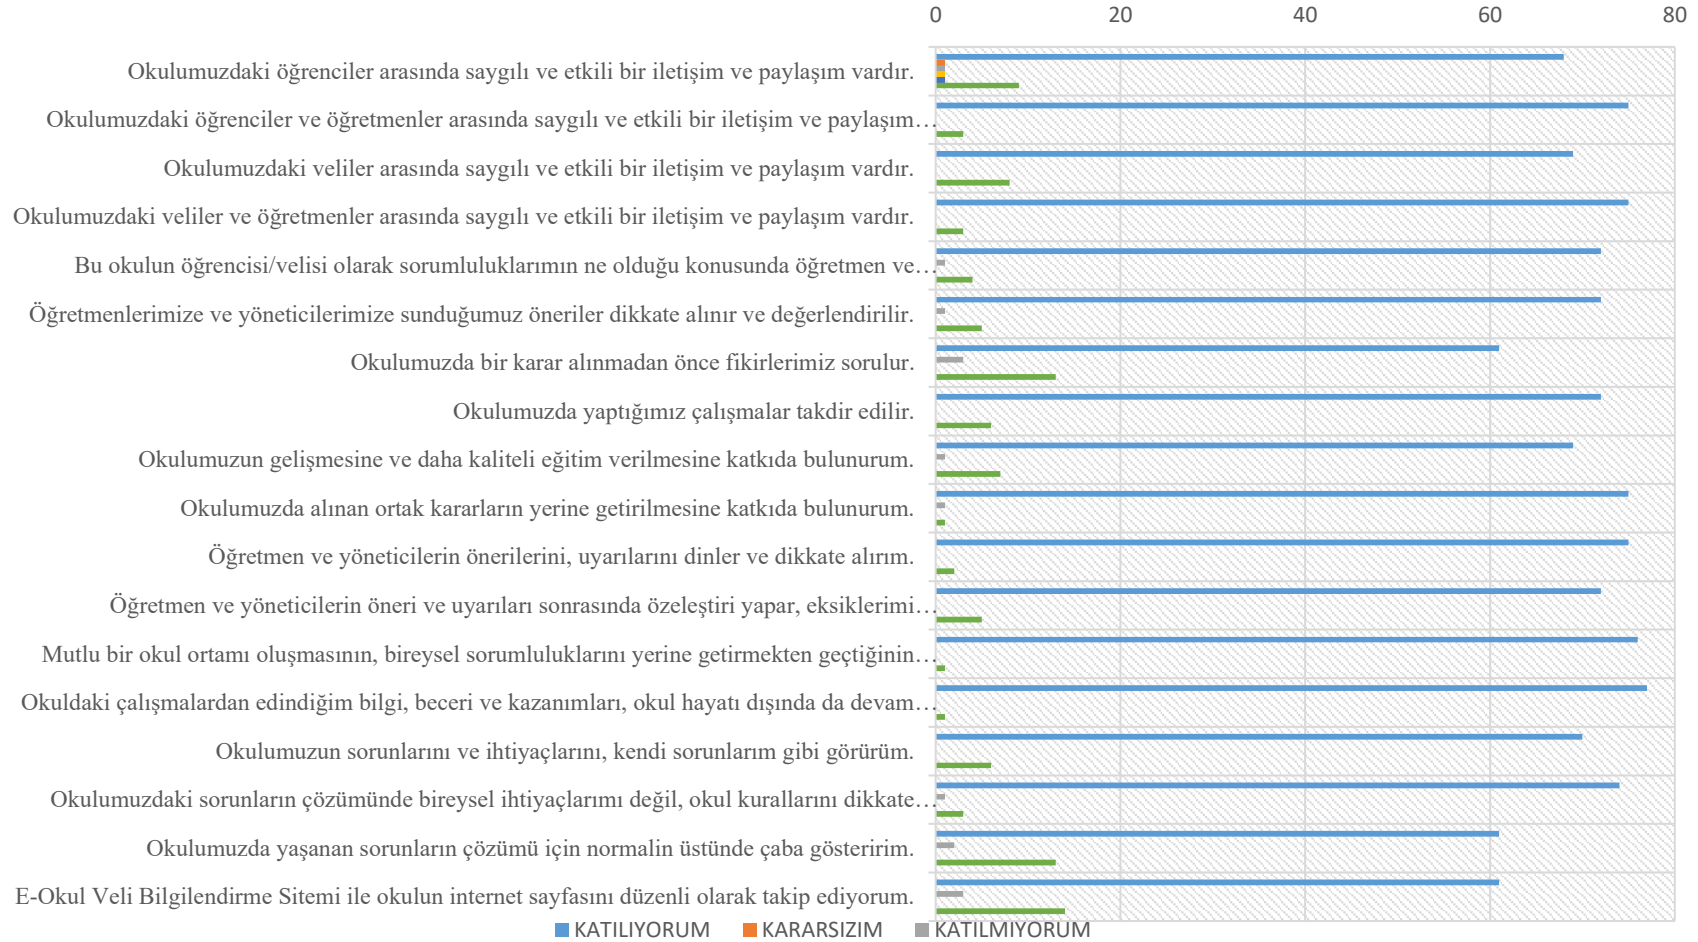 0 20 40 60 80
Okulumuzdaki öğrenciler arasında saygılı ve etkili bir iletişim ve paylaşım vardır.
Okulumuzdaki öğrenciler ve öğretmenler arasında saygılı ve etkili bir iletişim ve paylaşım…
Okulumuzdaki veliler arasında saygılı ve etkili bir iletişim ve paylaşım vardır.
Okulumuzdaki veliler ve öğretmenler arasında saygılı ve etkili bir iletişim ve paylaşım vardır.
Bu okulun öğrencisi/velisi olarak sorumluluklarımın ne olduğu konusunda öğretmen ve…
Öğretmenlerimize ve yöneticilerimize sunduğumuz öneriler dikkate alınır ve değerlendirilir.
Okulumuzda bir karar alınmadan önce fikirlerimiz sorulur.
Okulumuzda yaptığımız çalışmalar takdir edilir.
Okulumuzun gelişmesine ve daha kaliteli eğitim verilmesine katkıda bulunurum.
Okulumuzda alınan ortak kararların yerine getirilmesine katkıda bulunurum.
Öğretmen ve yöneticilerin önerilerini, uyarılarını dinler ve dikkate alırım.
Öğretmen ve yöneticilerin öneri ve uyarıları sonrasında özeleştiri yapar, eksiklerimi…
Mutlu bir okul ortamı oluşmasının, bireysel sorumluluklarını yerine getirmekten geçtiğinin…
Okuldaki çalışmalardan edindiğim bilgi, beceri ve kazanımları, okul hayatı dışında da devam…
Okulumuzun sorunlarını ve ihtiyaçlarını, kendi sorunlarım gibi görürüm.
Okulumuzdaki sorunların çözümünde bireysel ihtiyaçlarımı değil, okul kurallarını dikkate…
Okulumuzda yaşanan sorunların çözümü için normalin üstünde çaba gösteririm.
E-Okul Veli Bilgilendirme Sitemi ile okulun internet sayfasını düzenli olarak takip ediyorum.
KATILIYORUM KARARSIZIM KATILMIYORUM